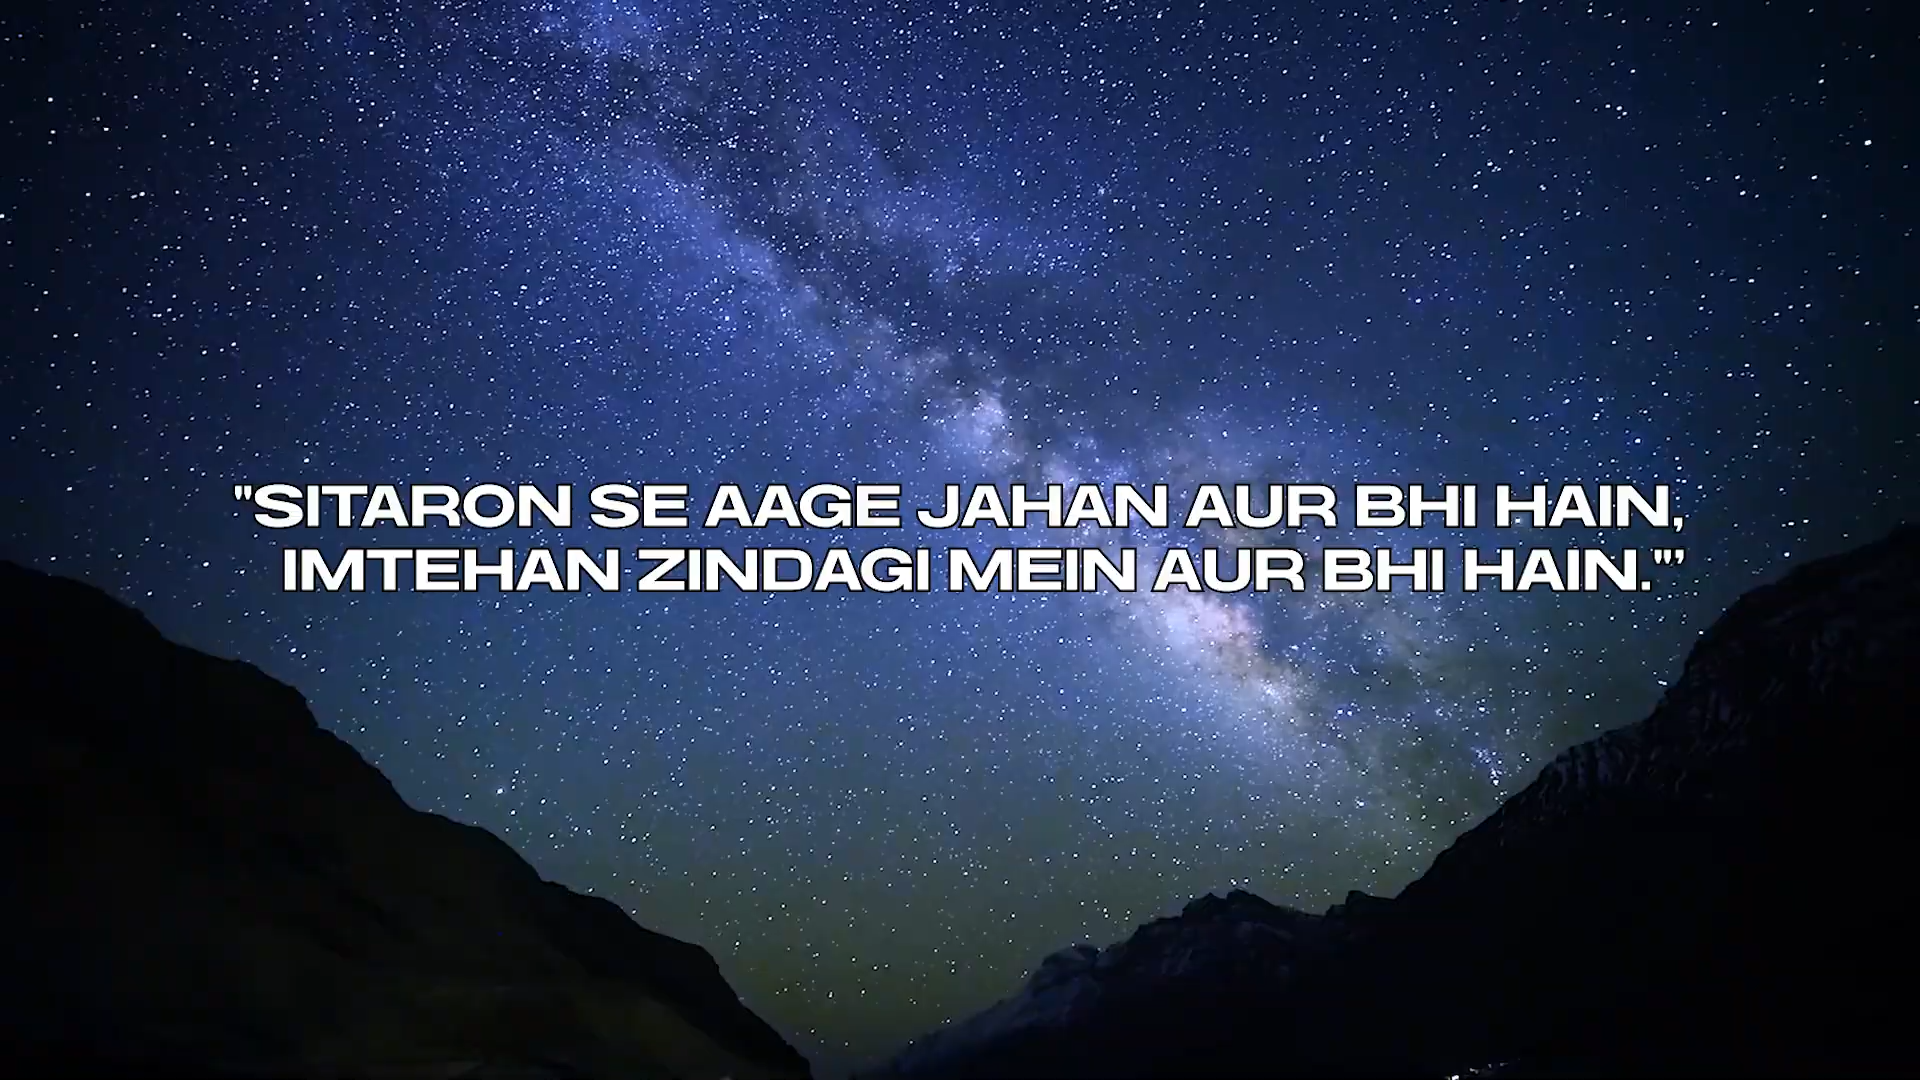 "SITARON SE AAGE JAHAN AUR BHI HAIN,
IMTEHAN ZINDAGI MEIN AUR BHI HAIN."’